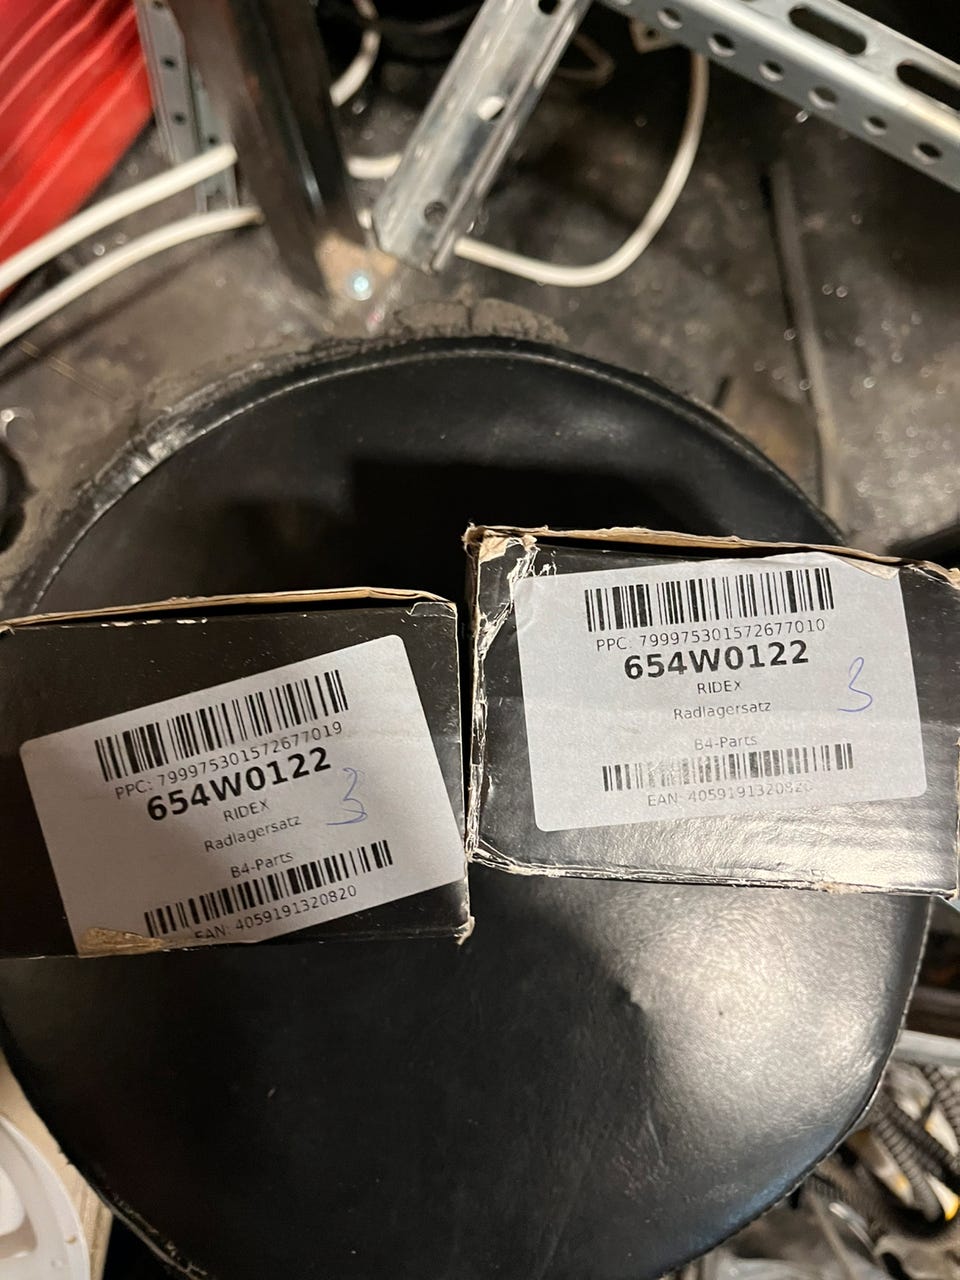 PPC: 799975301572677019
654W0122
RIDEX
Radlagersatz
3
B4-Parts
EAN: 4059191320820
PPC: 799975301572677010
654W0122
RIDEX
Radlagersatz
3
B4-Parts
EAN: 4059191320820